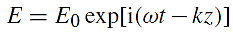 E = E₀ exp[i(ωt − kz)]